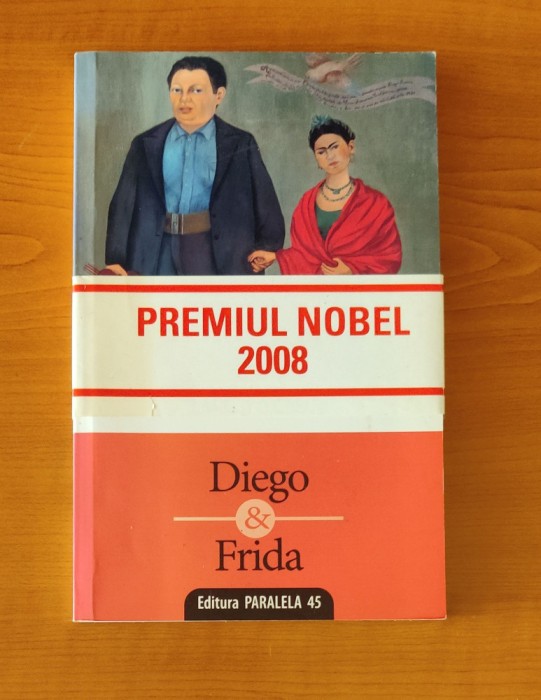 PREMIUL NOBEL
2008
Diego
&
Frida
Editura PARALELA 45